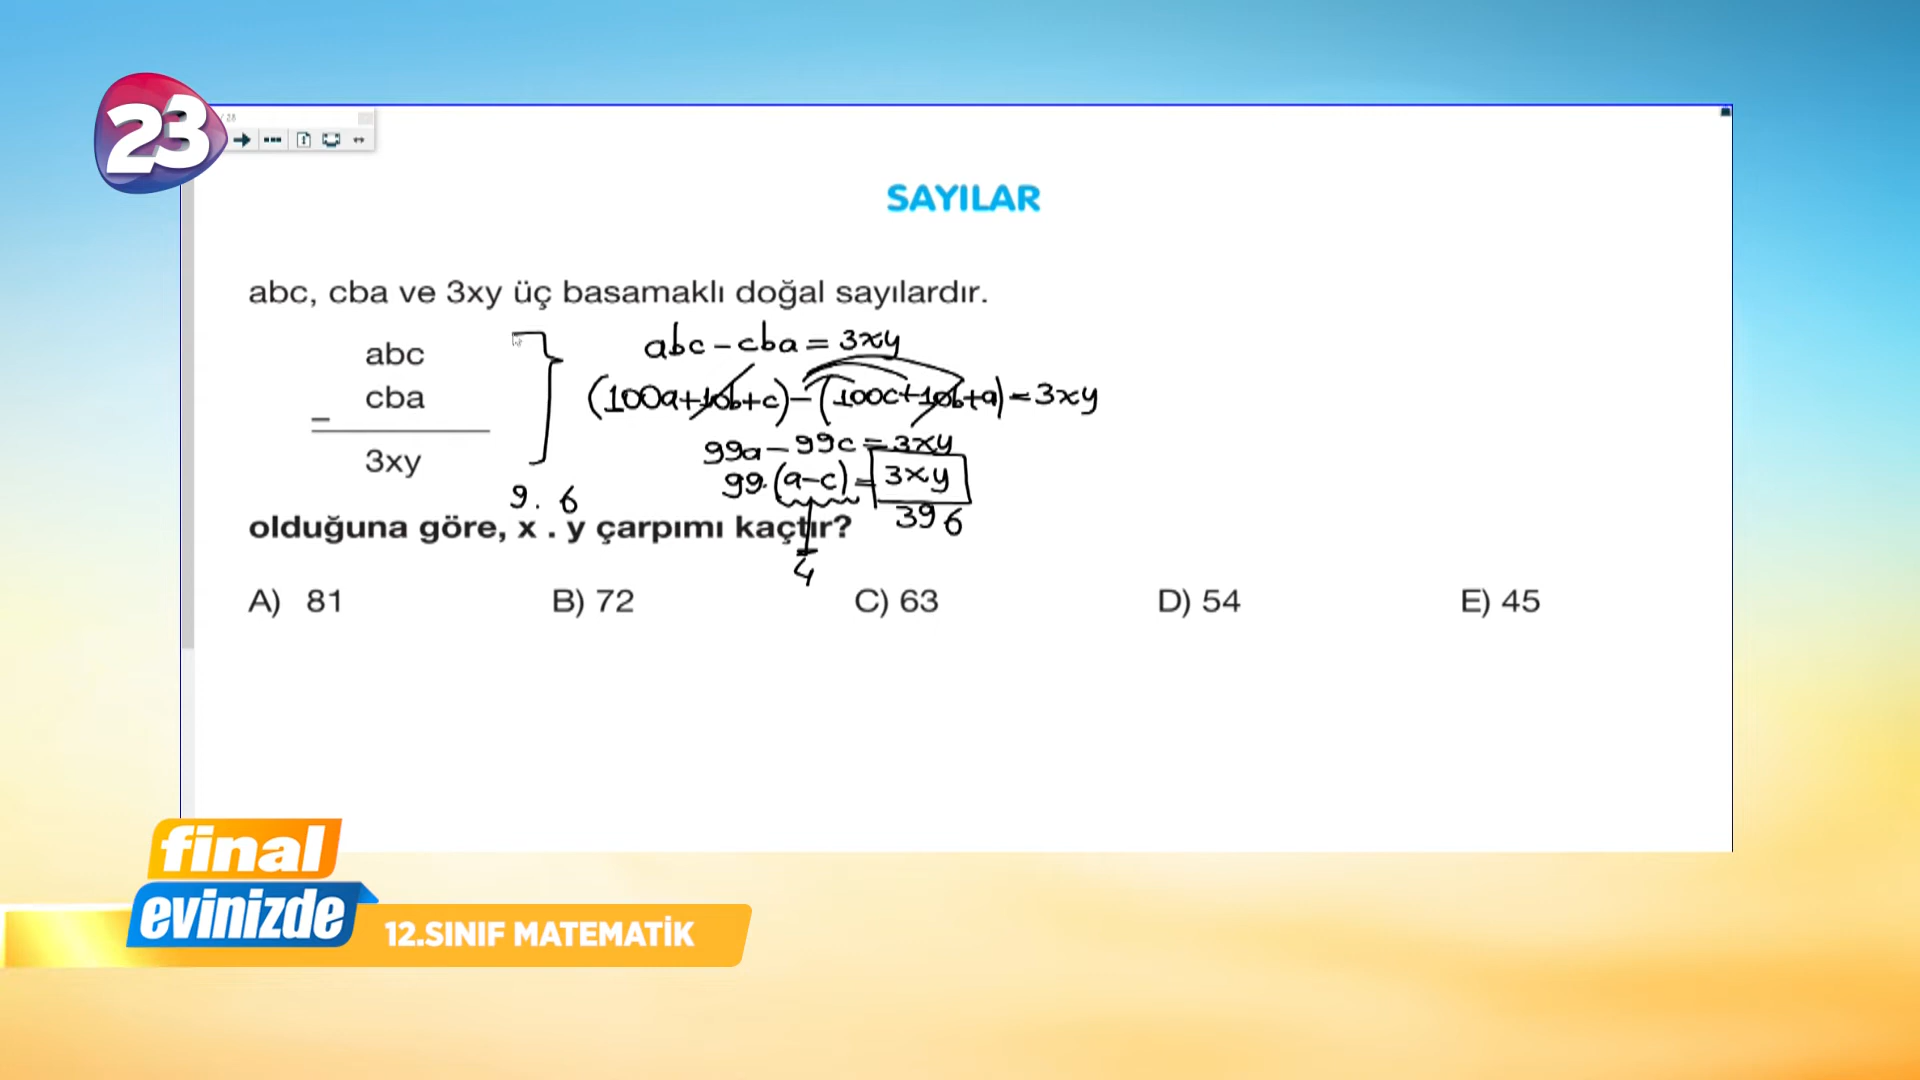 23
/ 28
SAYILAR
abc, cba ve 3xy üç basamaklı doğal sayılardır.
abc
cba
–
3xy
abc - cba = 3xy
(100a+10b+c) - (100c+10b+a) = 3xy
99a - 99c = 3xy
99.(a-c) = 3xy
396
4
9 . 6
olduğuna göre, x . y çarpımı kaçtır?
A) 81 B) 72 C) 63 D) 54 E) 45
final
evinizde
12.SINIF MATEMATİK